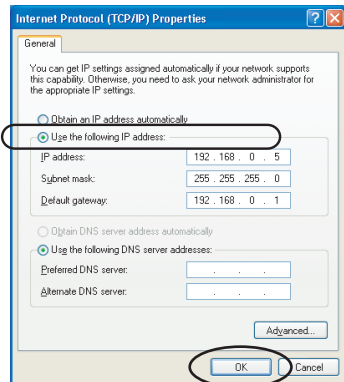 Internet Protocol (TCP/IP) Properties
General
You can get IP settings assigned automatically if your network supports
this capability. Otherwise, you need to ask your network administrator for
the appropriate IP settings.
Obtain an IP address automatically
Use the following IP address:
IP address: 192 . 168 . 0 . 5
Subnet mask: 255 . 255 . 255 . 0
Default gateway: 192 . 168 . 0 . 1
Obtain DNS server address automatically
Use the following DNS server addresses:
Preferred DNS server: . . .
Alternate DNS server: . . .
Advanced...
OK Cancel